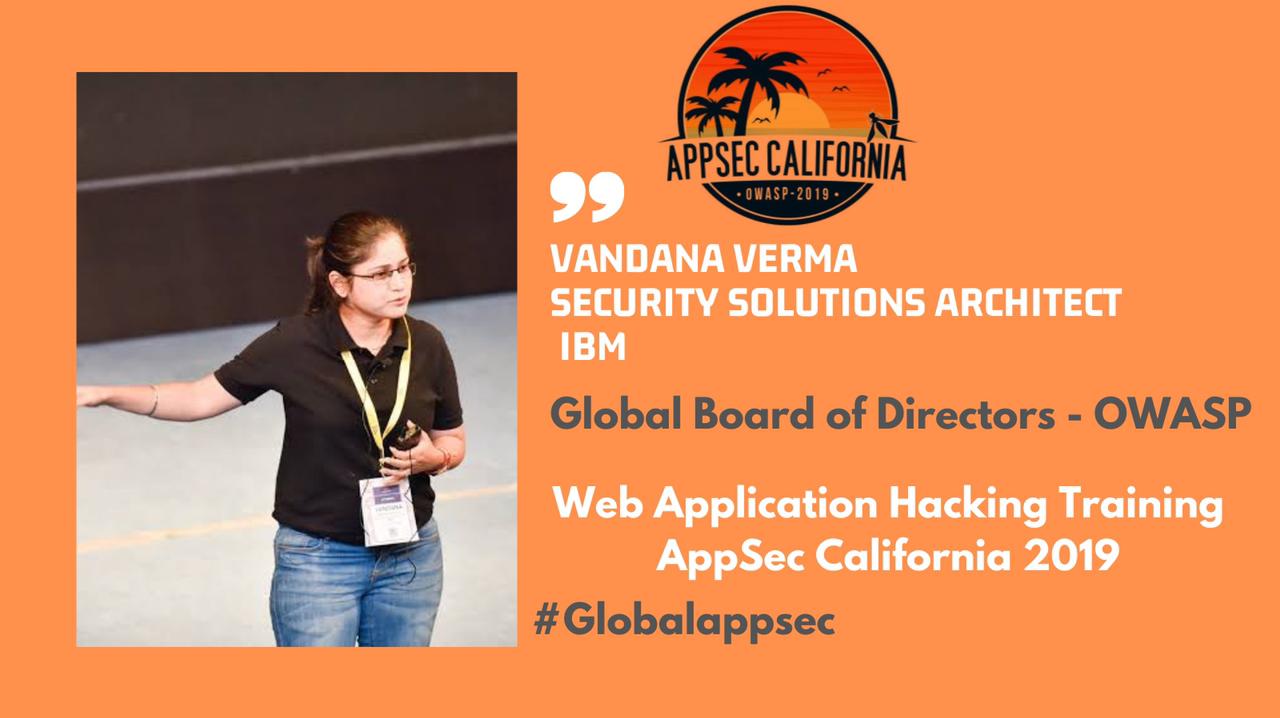 APPSEC CALIFORNIA
• OWASP-2019 •
VANDANA VERMA
SECURITY SOLUTIONS ARCHITECT
IBM
Global Board of Directors - OWASP
Web Application Hacking Training
AppSec California 2019
#Globalappsec
VANDANA